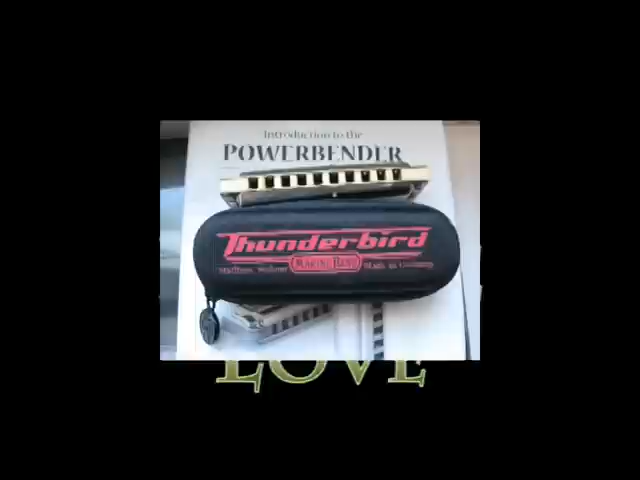 Introduction to the
POWERBENDER
Thunderbird
MARINE BAND
Made in Germany
LOVE